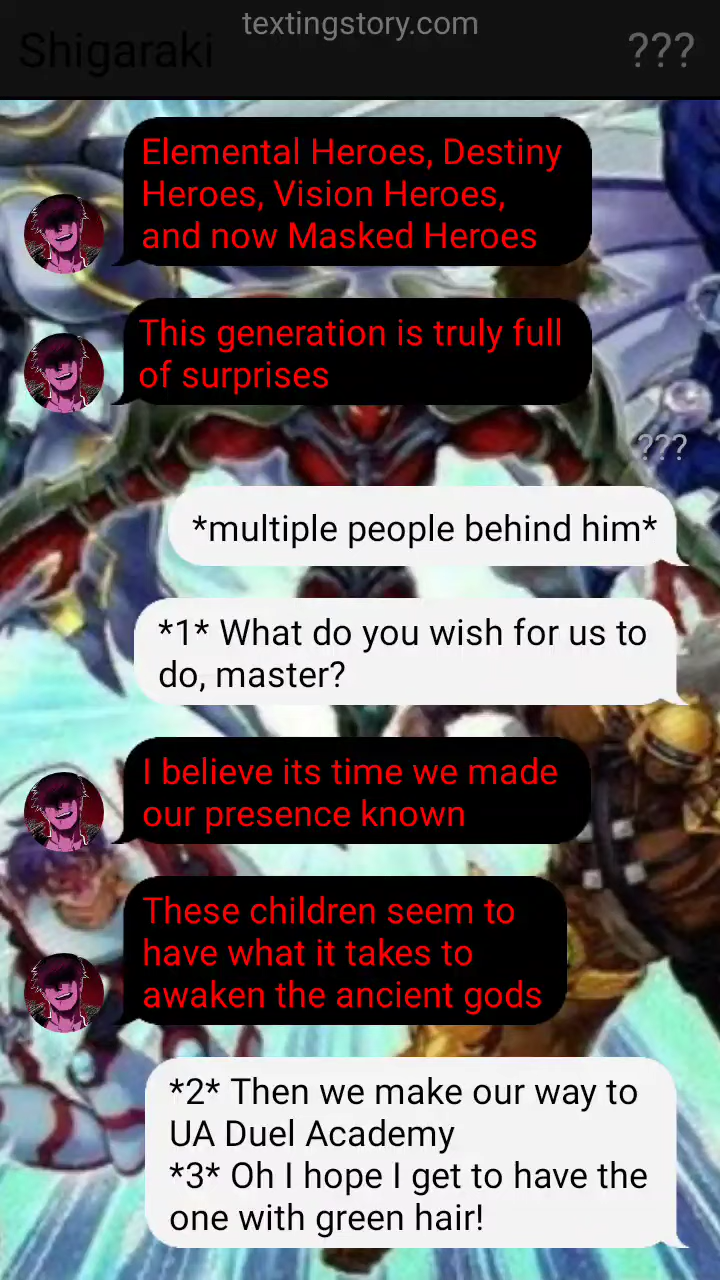 textingstory.com
Shigaraki
???
Elemental Heroes, Destiny
Heroes, Vision Heroes,
and now Masked Heroes
This generation is truly full
of surprises
???
*multiple people behind him*
*1* What do you wish for us to
do, master?
I believe its time we made
our presence known
These children seem to
have what it takes to
awaken the ancient gods
*2* Then we make our way to
UA Duel Academy
*3* Oh I hope I get to have the
one with green hair!